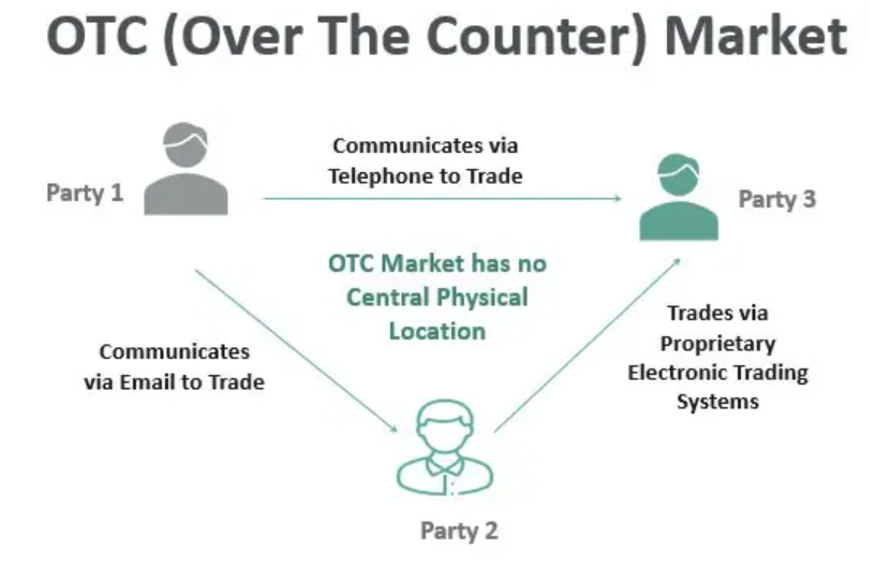 OTC (Over The Counter) Market
Communicates via
Telephone to Trade
Party 1
Party 3
OTC Market has no
Central Physical
Location
Communicates
via Email to Trade
Trades via
Proprietary
Electronic Trading
Systems
Party 2